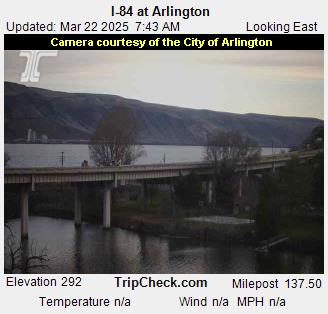 I-84 at Arlington
Updated: Mar 22 2025 7:43 AM Looking East
Camera courtesy of the City of Arlington
Elevation 292 TripCheck.com Milepost 137.50
Temperature n/a Wind n/a MPH n/a